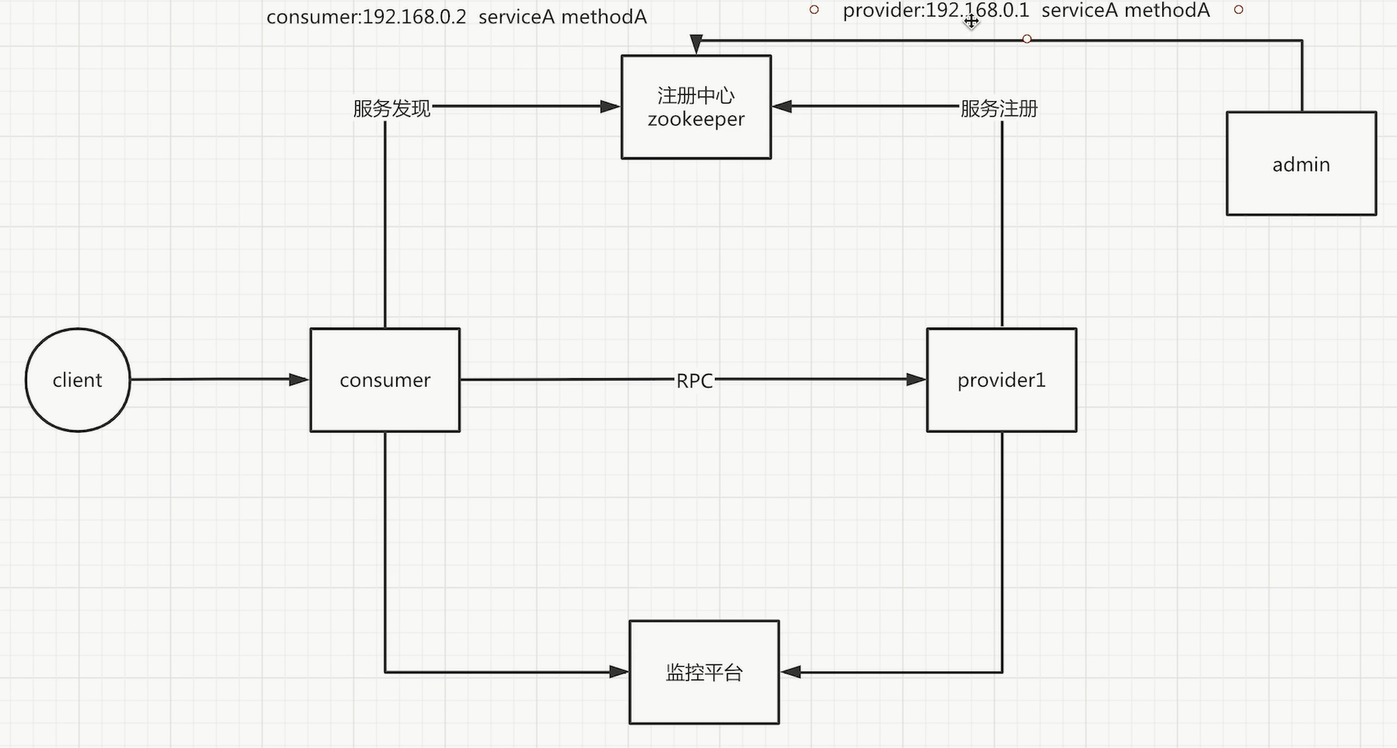 consumer:192.168.0.2 serviceA methodA
provider:192.168.0.1 serviceA methodA
服务发现
注册中心
zookeeper
服务注册
admin
client
consumer
RPC
provider1
监控平台